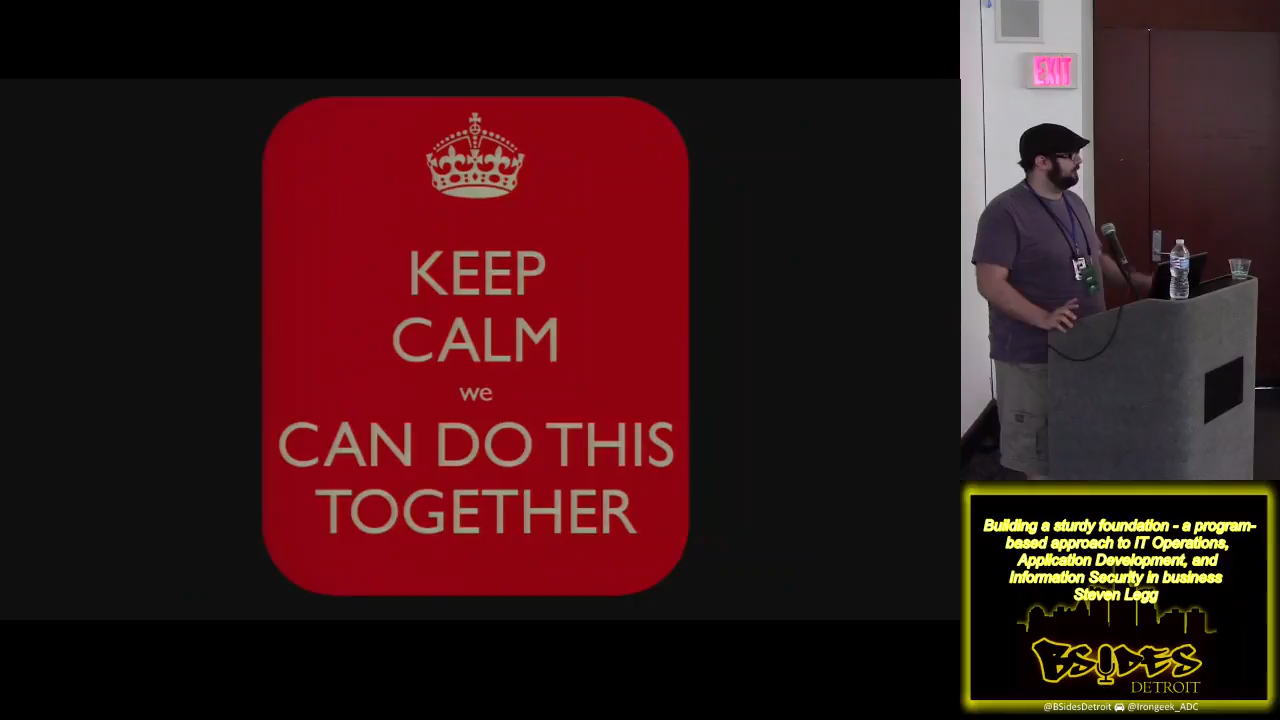 KEEP
CALM
we
CAN DO THIS
TOGETHER
EXIT
Building a sturdy foundation - a program-
based approach to IT Operations,
Application Development, and
Information Security in business
Steven Legg
BSIDES
DETROIT
@BSidesDetroit @Irongeek_ADC